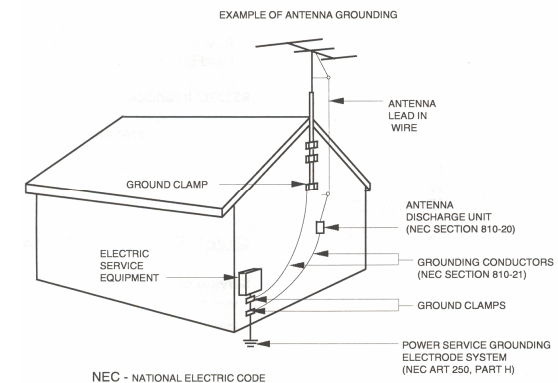 EXAMPLE OF ANTENNA GROUNDING
ANTENNA
LEAD IN
WIRE
GROUND CLAMP
ANTENNA
DISCHARGE UNIT
(NEC SECTION 810-20)
ELECTRIC
SERVICE
EQUIPMENT
GROUNDING CONDUCTORS
(NEC SECTION 810-21)
GROUND CLAMPS
POWER SERVICE GROUNDING
ELECTRODE SYSTEM
(NEC ART 250, PART H)
NEC - NATIONAL ELECTRIC CODE